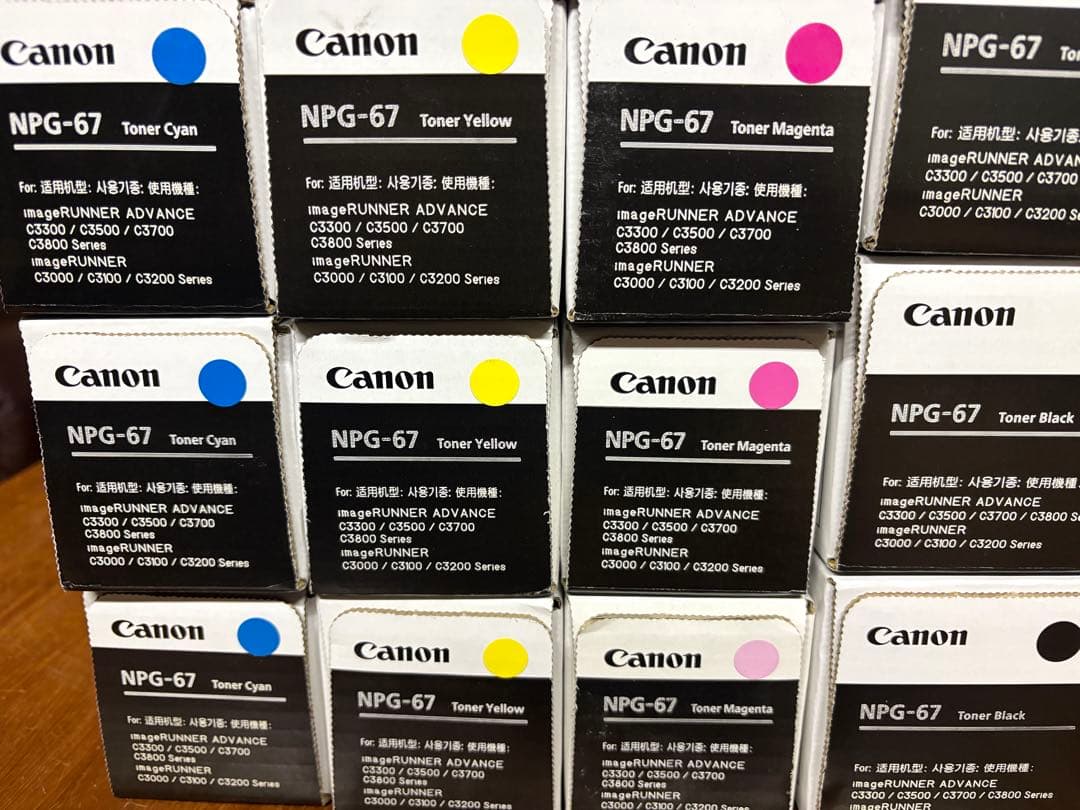 Canon
NPG-67 Toner Cyan
For: 适用机型: 사용기종: 使用機種:
imageRUNNER ADVANCE
C3300 / C3500 / C3700
C3800 Series
imageRUNNER
C3000 / C3100 / C3200 Series
Canon
NPG-67 Toner Yellow
For: 适用机型: 사용기종: 使用機種:
imageRUNNER ADVANCE
C3300 / C3500 / C3700
C3800 Series
imageRUNNER
C3000 / C3100 / C3200 Series
Canon
NPG-67 Toner Magenta
For: 适用机型: 사용기종: 使用機種:
imageRUNNER ADVANCE
C3300 / C3500 / C3700
C3800 Series
imageRUNNER
C3000 / C3100 / C3200 Series
NPG-67
For: 适用机型: 사용기종: 使用機
imageRUNNER
C3300 / C3500 / C3700
imageRUNNER
C3000 / C3100 / C3200
Canon
NPG-67 Toner Cyan
For: 适用机型: 사용기종: 使用機種:
imageRUNNER ADVANCE
C3300 / C3500 / C3700
C3800 Series
imageRUNNER
C3000 / C3100 / C3200 Series
Canon
NPG-67 Toner Yellow
For: 适用机型: 사용기종: 使用機種:
imageRUNNER ADVANCE
C3300 / C3500 / C3700
C3800 Series
imageRUNNER
C3000 / C3100 / C3200 Series
Canon
NPG-67 Toner Magenta
For: 适用机型: 사용기종: 使用機種:
imageRUNNER ADVANCE
C3300 / C3500 / C3700
C3800 Series
imageRUNNER
C3000 / C3100 / C3200 Series
Canon
NPG-67 Toner Black
For: 适用机型: 사용기종: 使用機種:
imageRUNNER ADVANCE
C3300 / C3500 / C3700 / C3800
imageRUNNER
C3000 / C3100 / C3200 Series
Canon
NPG-67 Toner Cyan
For: 适用机型: 사용기종: 使用機種:
imageRUNNER ADVANCE
C3300 / C3500 / C3700
C3800 Series
imageRUNNER
C3000 / C3100 / C3200 Series
Canon
NPG-67 Toner Yellow
For: 适用机型: 사용기종: 使用機種:
imageRUNNER ADVANCE
C3300 / C3500 / C3700
C3800 Series
imageRUNNER
C3000 / C3100 / C3200 Series
Canon
NPG-67 Toner Magenta
For: 适用机型: 사용기종: 使用機種:
imageRUNNER ADVANCE
C3300 / C3500 / C3700
C3800 Series
imageRUNNER
C3000 / C3100 / C3200 Series
Canon
NPG-67 Toner Black
For: 适用机型: 사용기종: 使用機種:
imageRUNNER ADVANCE
C3300 / C3500 / C3700 / C3800 Series
imageRUNNER